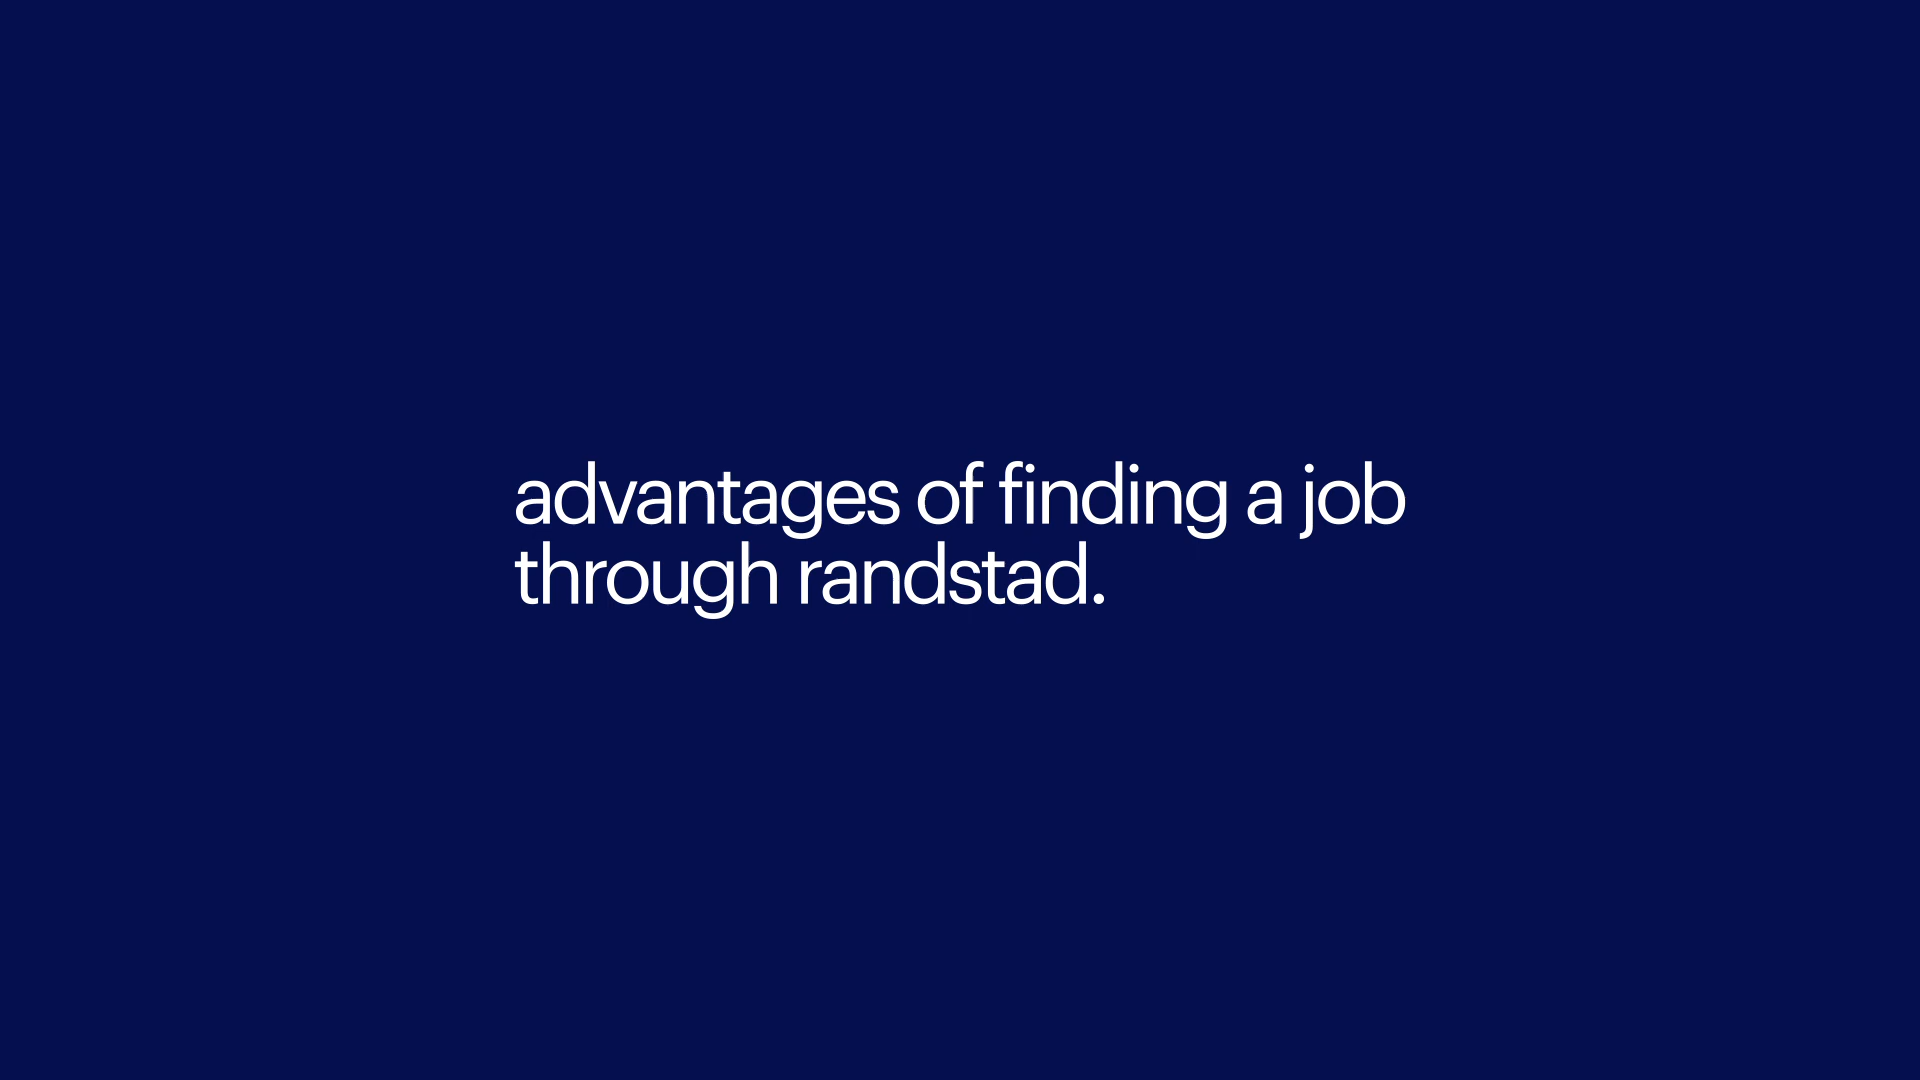 advantages of finding a job
through randstad.